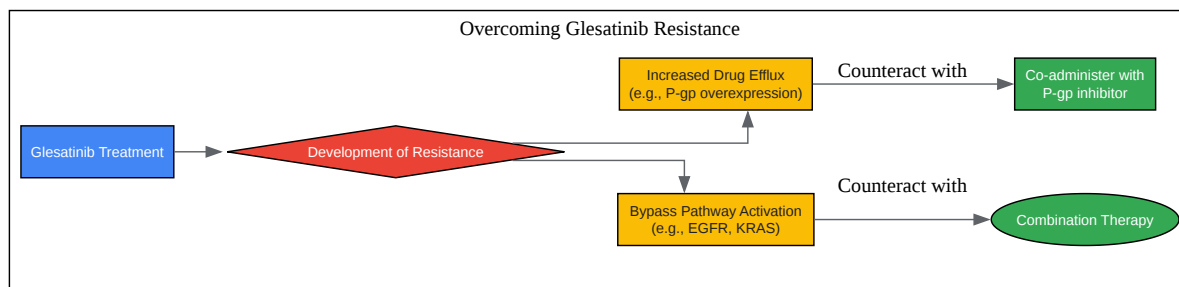 Overcoming Glesatinib Resistance
Glesatinib Treatment
Development of Resistance
Increased Drug Efflux
(e.g., P-gp overexpression)
Counteract with
Co-administer with
P-gp inhibitor
Bypass Pathway Activation
(e.g., EGFR, KRAS)
Counteract with
Combination Therapy